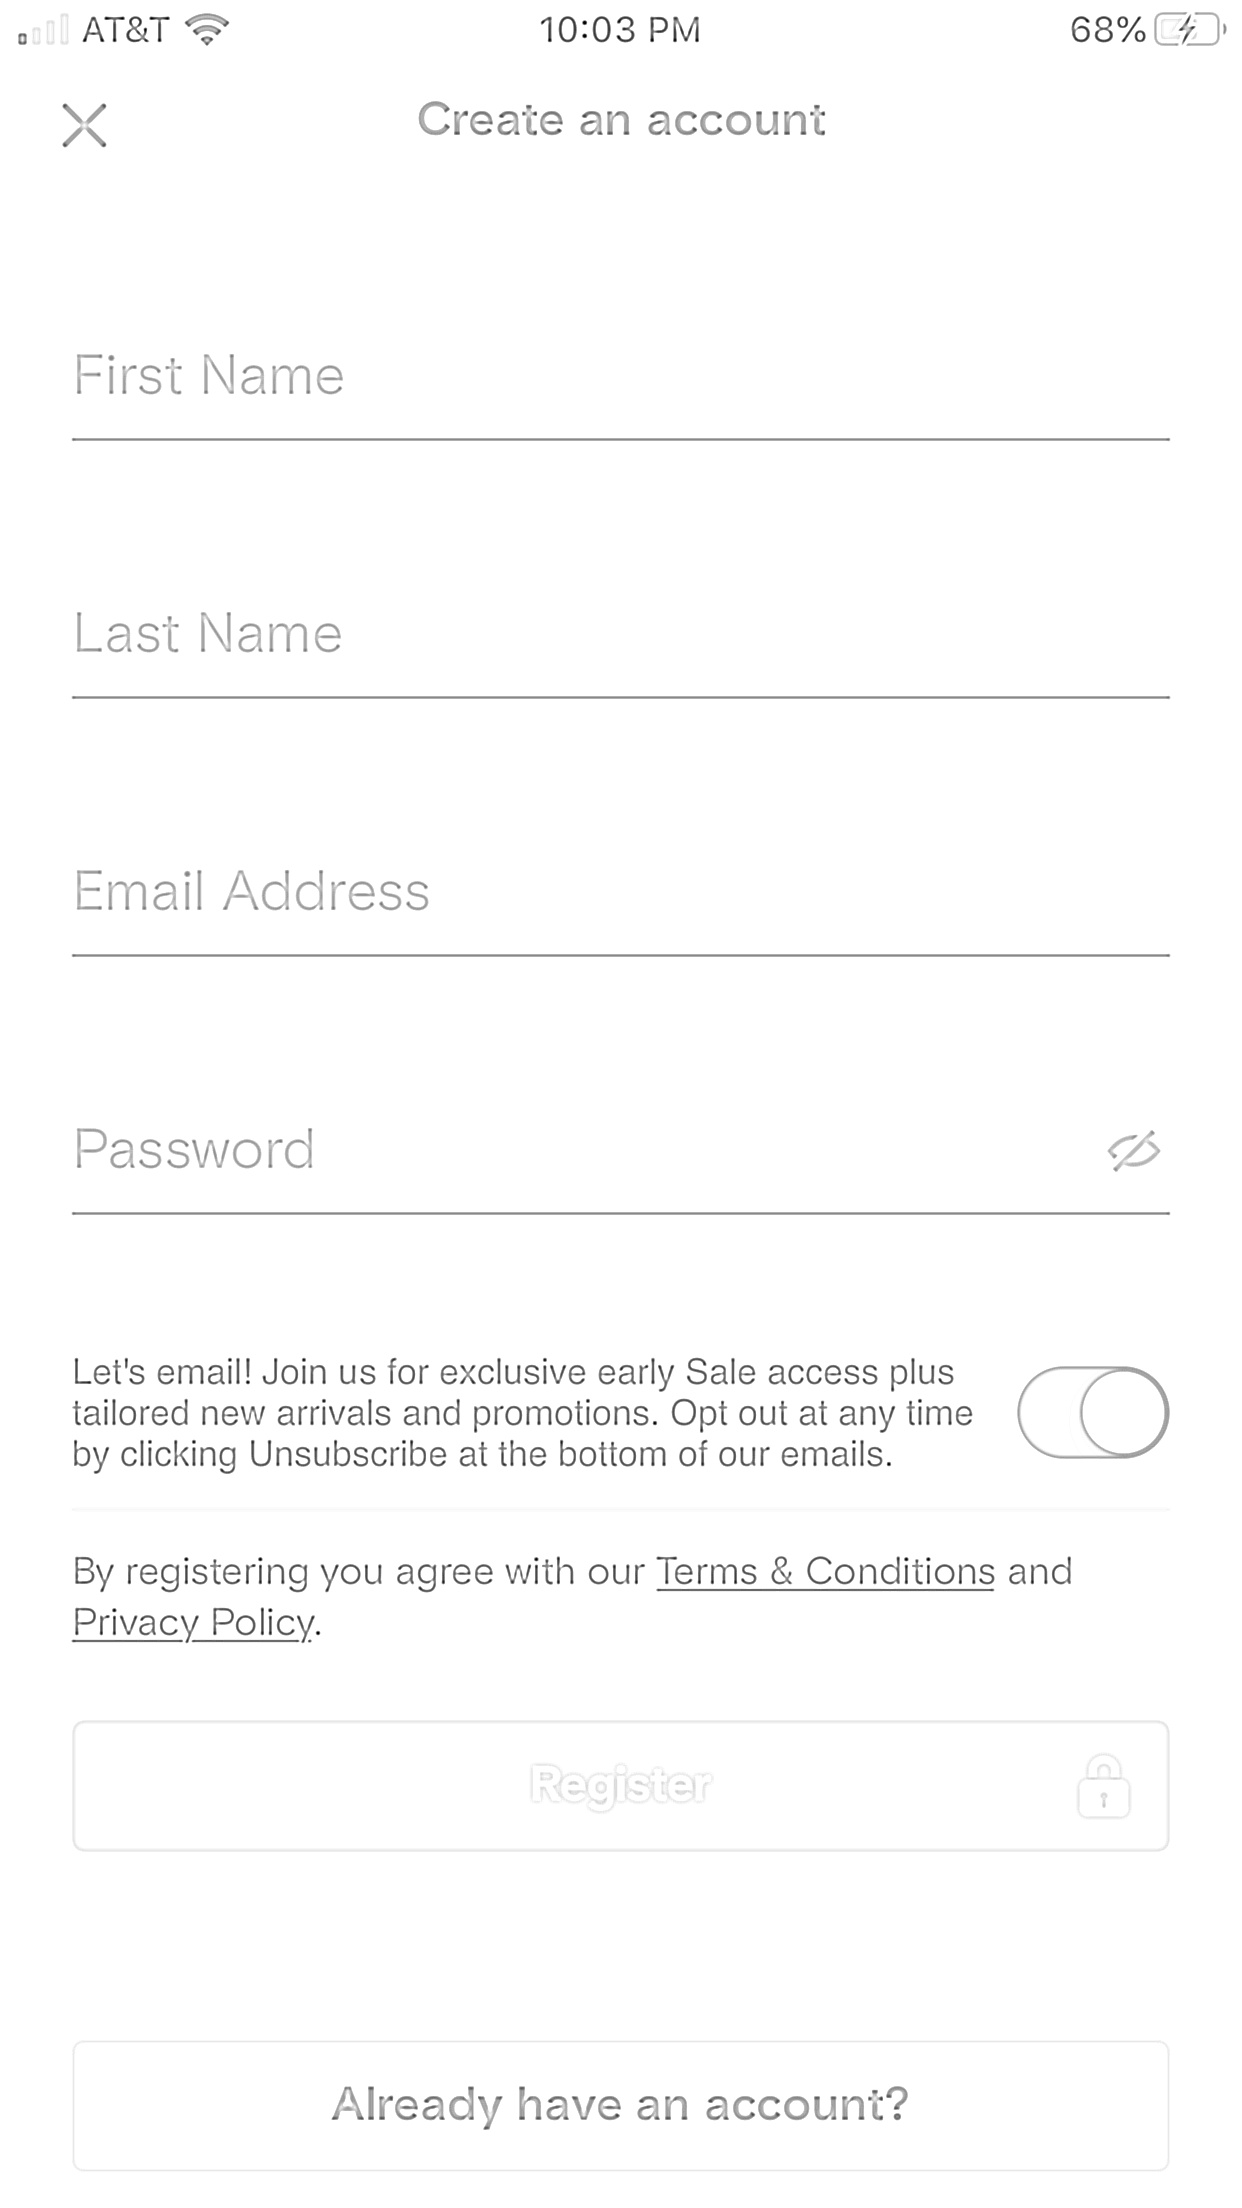 AT&T 10:03 PM 68%
Create an account
First Name
Last Name
Email Address
Password
Let's email! Join us for exclusive early Sale access plus
tailored new arrivals and promotions. Opt out at any time
by clicking Unsubscribe at the bottom of our emails.
By registering you agree with our Terms & Conditions and
Privacy Policy.
Register
Already have an account?